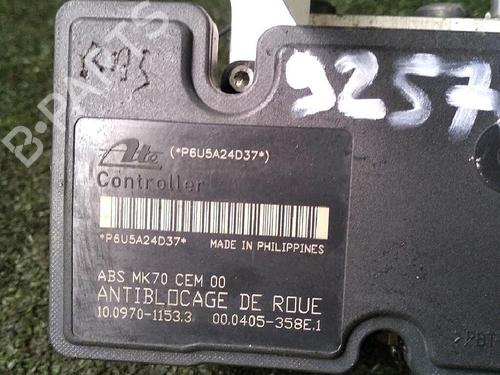 ABS
9257
Ate (*P6U5A24D37*)
Controller
*P6U5A24D37* MADE IN PHILIPPINES
ABS MK70 CEM 00
ANTIBLOCAGE DE ROUE
10.0970-1153.3 00.0405-358E.1
B-PARTS